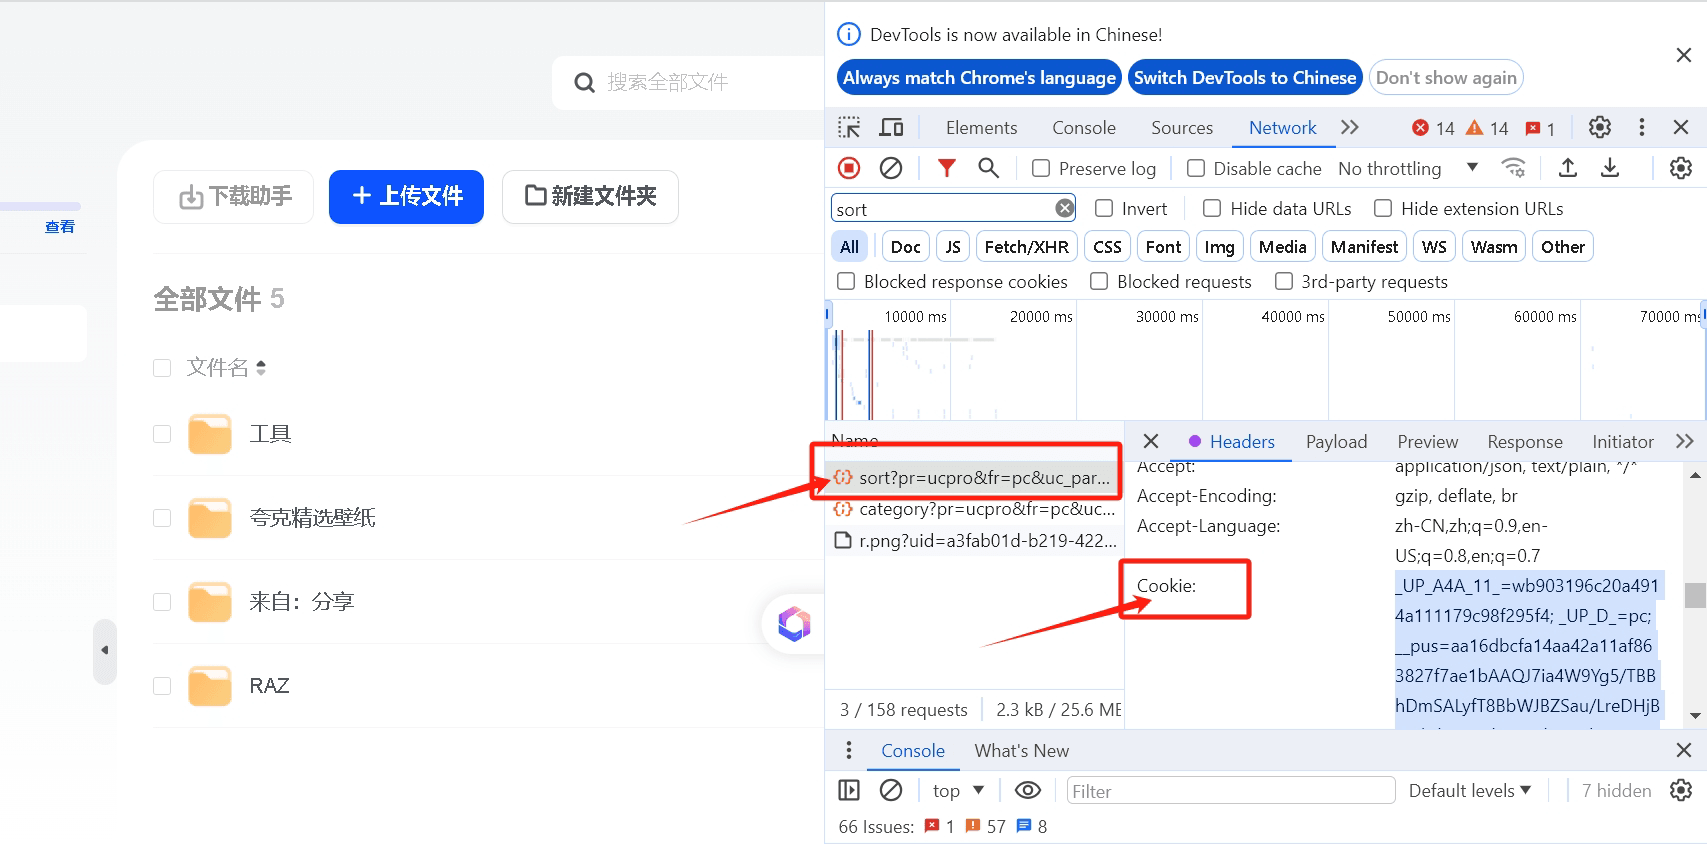 搜索全部文件
下载助手
+ 上传文件
新建文件夹
查看
全部文件 5
文件名
工具
夸克精选壁纸
来自：分享
RAZ
DevTools is now available in Chinese!
Always match Chrome's language
Switch DevTools to Chinese
Don't show again
Elements
Console
Sources
Network
14
14
1
Preserve log
Disable cache
No throttling
sort
Invert
Hide data URLs
Hide extension URLs
All
Doc
JS
Fetch/XHR
CSS
Font
Img
Media
Manifest
WS
Wasm
Other
Blocked response cookies
Blocked requests
3rd-party requests
10000 ms
20000 ms
30000 ms
40000 ms
50000 ms
60000 ms
70000 ms
Name
sort?pr=ucpro&fr=pc&uc_par...
category?pr=ucpro&fr=pc&uc...
r.png?uid=a3fab01d-b219-422...
3 / 158 requests
2.3 kB / 25.6 ME
Headers
Payload
Preview
Response
Initiator
Accept:
application/json, text/plain, */*
Accept-Encoding:
gzip, deflate, br
Accept-Language:
zh-CN,zh;q=0.9,en-
US;q=0.8,en;q=0.7
Cookie:
_UP_A4A_11_=wb903196c20a491
4a111179c98f295f4; _UP_D_=pc;
__pus=aa16dbcfa14aa42a11af86
3827f7ae1bAAQJ7ia4W9Yg5/TBB
hDmSALyfT8BbWJBZSau/LreDHjB
Console
What's New
top
Filter
Default levels
7 hidden
66 Issues:
1
57
8